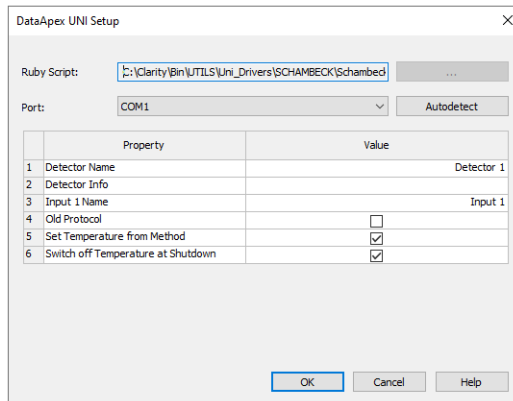 DataApex UNI Setup
Ruby Script: C:\Clarity\Bin\UTILS\Uni_Drivers\SCHAMBECK\Schambeck ...
Port: COM1 Autodetect
Property Value
1 Detector Name Detector 1
2 Detector Info
3 Input 1 Name Input 1
4 Old Protocol
5 Set Temperature from Method
6 Switch off Temperature at Shutdown
OK Cancel Help